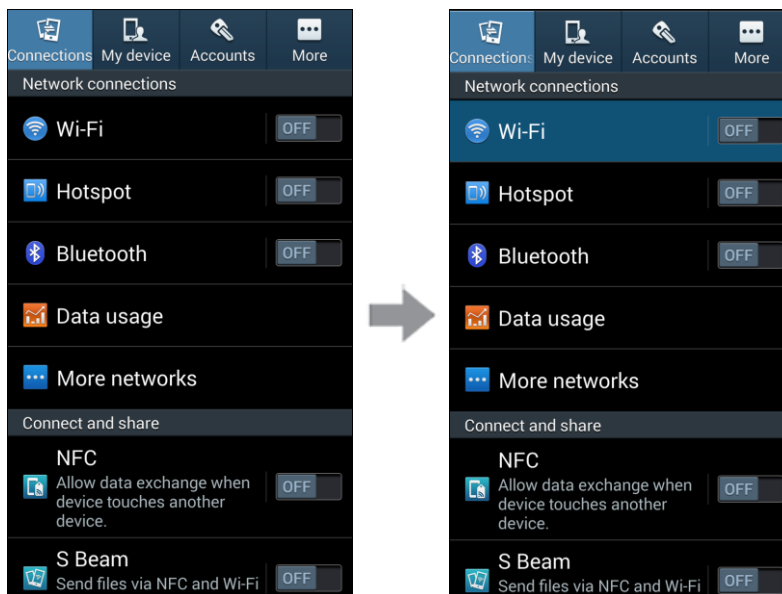 Connections My device Accounts More
Network connections
Wi-Fi OFF
Hotspot OFF
Bluetooth OFF
Data usage
More networks
Connect and share
NFC
Allow data exchange when
device touches another
device.
OFF
S Beam
Send files via NFC and Wi-Fi OFF
Connections My device Accounts More
Network connections
Wi-Fi OFF
Hotspot OFF
Bluetooth OFF
Data usage
More networks
Connect and share
NFC
Allow data exchange when
device touches another
device.
OFF
S Beam
Send files via NFC and Wi-Fi OFF